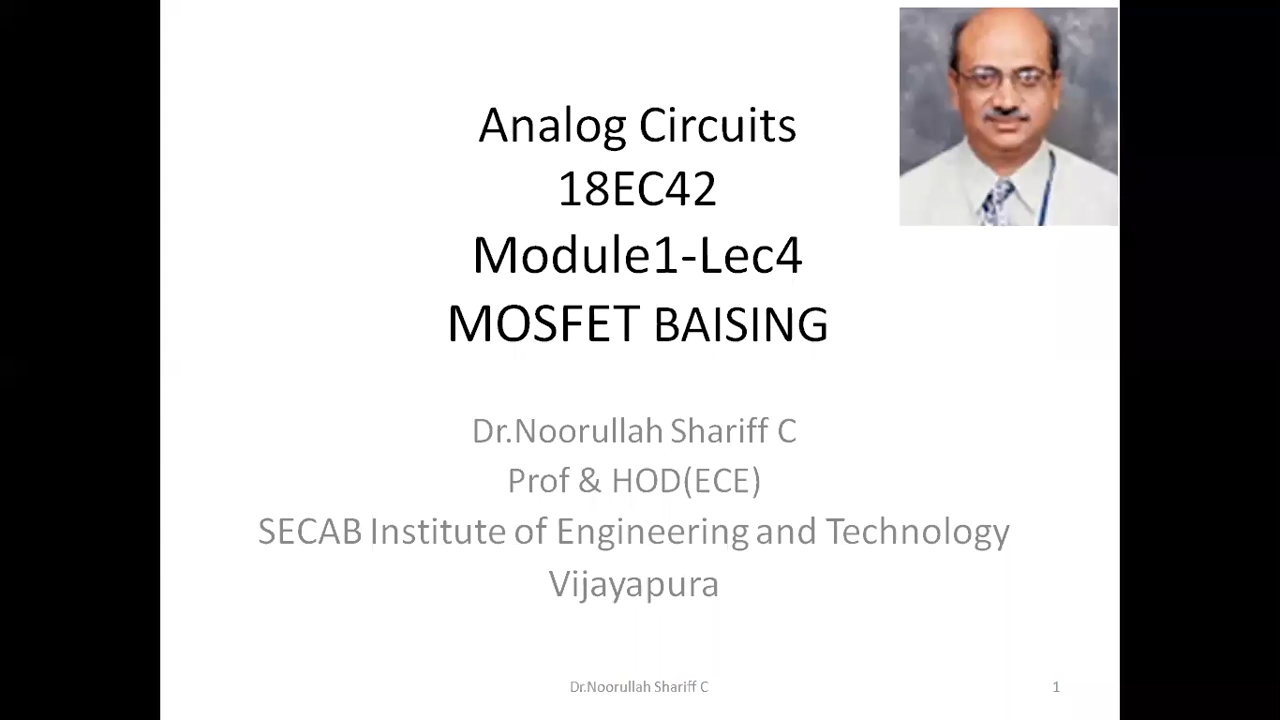 Analog Circuits
18EC42
Module1-Lec4
MOSFET BAISING
Dr.Noorullah Shariff C
Prof & HOD(ECE)
SECAB Institute of Engineering and Technology
Vijayapura
Dr.Noorullah Shariff C
1